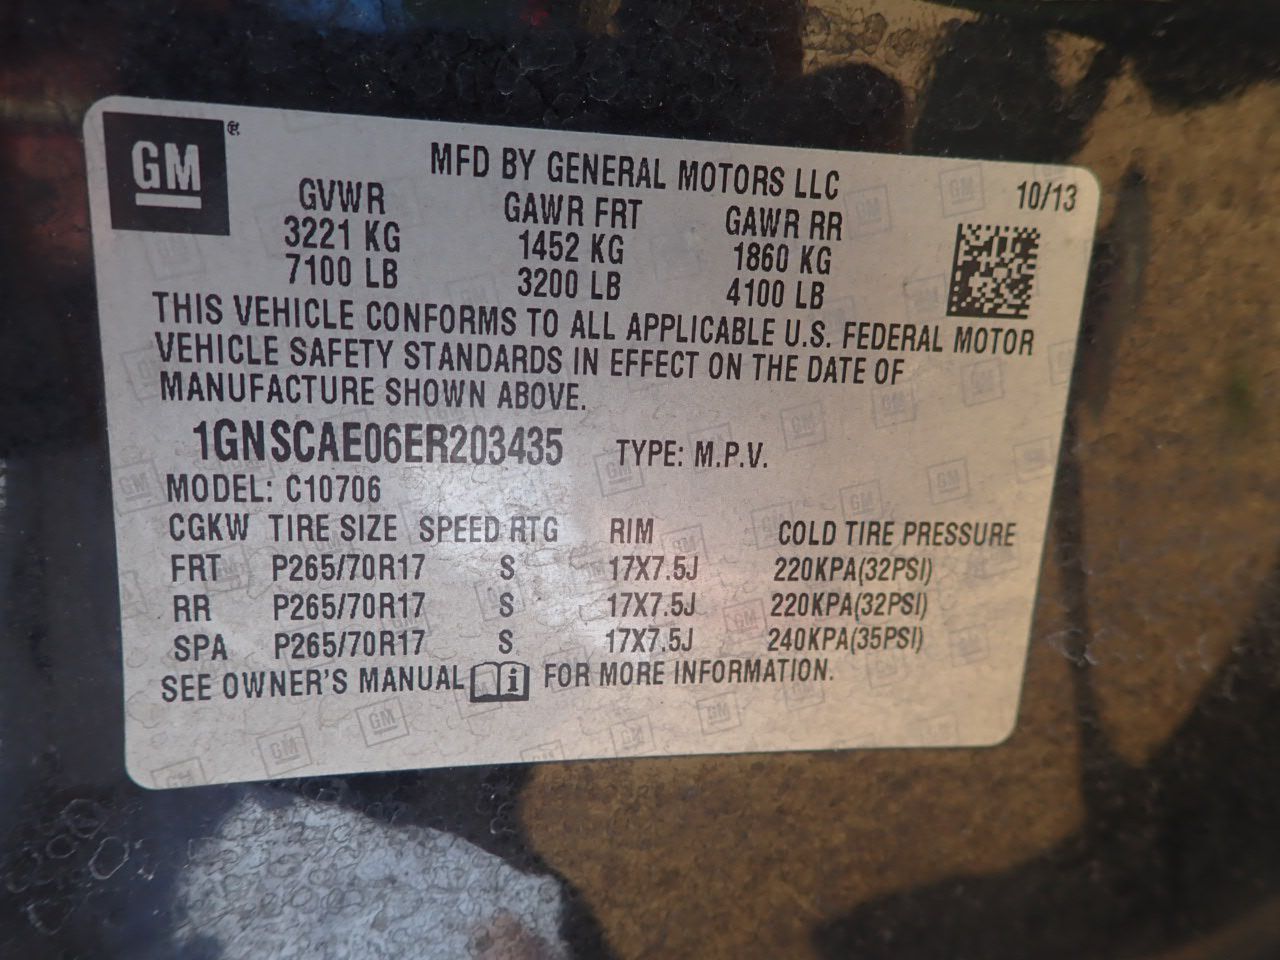 GM
MFD BY GENERAL MOTORS LLC
10/13
GVWR GAWR FRT GAWR RR
3221 KG 1452 KG 1860 KG
7100 LB 3200 LB 4100 LB
THIS VEHICLE CONFORMS TO ALL APPLICABLE U.S. FEDERAL MOTOR
VEHICLE SAFETY STANDARDS IN EFFECT ON THE DATE OF
MANUFACTURE SHOWN ABOVE.
1GNSCAE06ER203435 TYPE: M.P.V.
MODEL: C10706
CGKW TIRE SIZE SPEED RTG RIM COLD TIRE PRESSURE
FRT P265/70R17 S 17X7.5J 220KPA(32PSI)
RR P265/70R17 S 17X7.5J 220KPA(32PSI)
SPA P265/70R17 S 17X7.5J 240KPA(35PSI)
SEE OWNER'S MANUAL i FOR MORE INFORMATION.